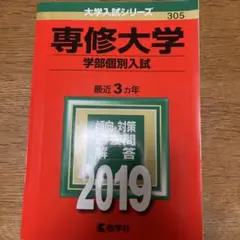 大学入試シリーズ
305
専修大学
学部個別入試
最近3カ年
傾向と対策
問題
解答
2019
教学社